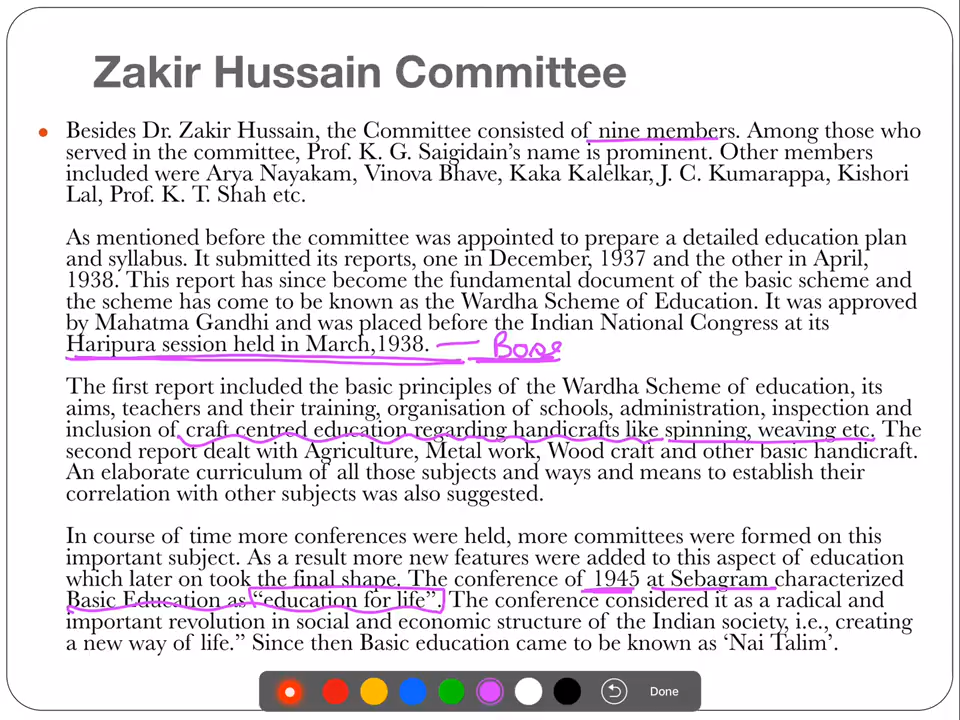 Zakir Hussain Committee
• Besides Dr. Zakir Hussain, the Committee consisted of nine members. Among those who
served in the committee, Prof. K. G. Saigidain's name is prominent. Other members
included were Arya Nayakam, Vinova Bhave, Kaka Kalelkar, J. C. Kumarappa, Kishori
Lal, Prof. K. T. Shah etc.
As mentioned before the committee was appointed to prepare a detailed education plan
and syllabus. It submitted its reports, one in December, 1937 and the other in April,
1938. This report has since become the fundamental document of the basic scheme and
the scheme has come to be known as the Wardha Scheme of Education. It was approved
by Mahatma Gandhi and was placed before the Indian National Congress at its
Haripura session held in March,1938. — Bose
The first report included the basic principles of the Wardha Scheme of education, its
aims, teachers and their training, organisation of schools, administration, inspection and
inclusion of craft centred education regarding handicrafts like spinning, weaving etc. The
second report dealt with Agriculture, Metal work, Wood craft and other basic handicraft.
An elaborate curriculum of all those subjects and ways and means to establish their
correlation with other subjects was also suggested.
In course of time more conferences were held, more committees were formed on this
important subject. As a result more new features were added to this aspect of education
which later on took the final shape. The conference of 1945 at Sebagram characterized
Basic Education as “education for life”. The conference considered it as a radical and
important revolution in social and economic structure of the Indian society, i.e., creating
a new way of life.” Since then Basic education came to be known as ‘Nai Talim’.
Done